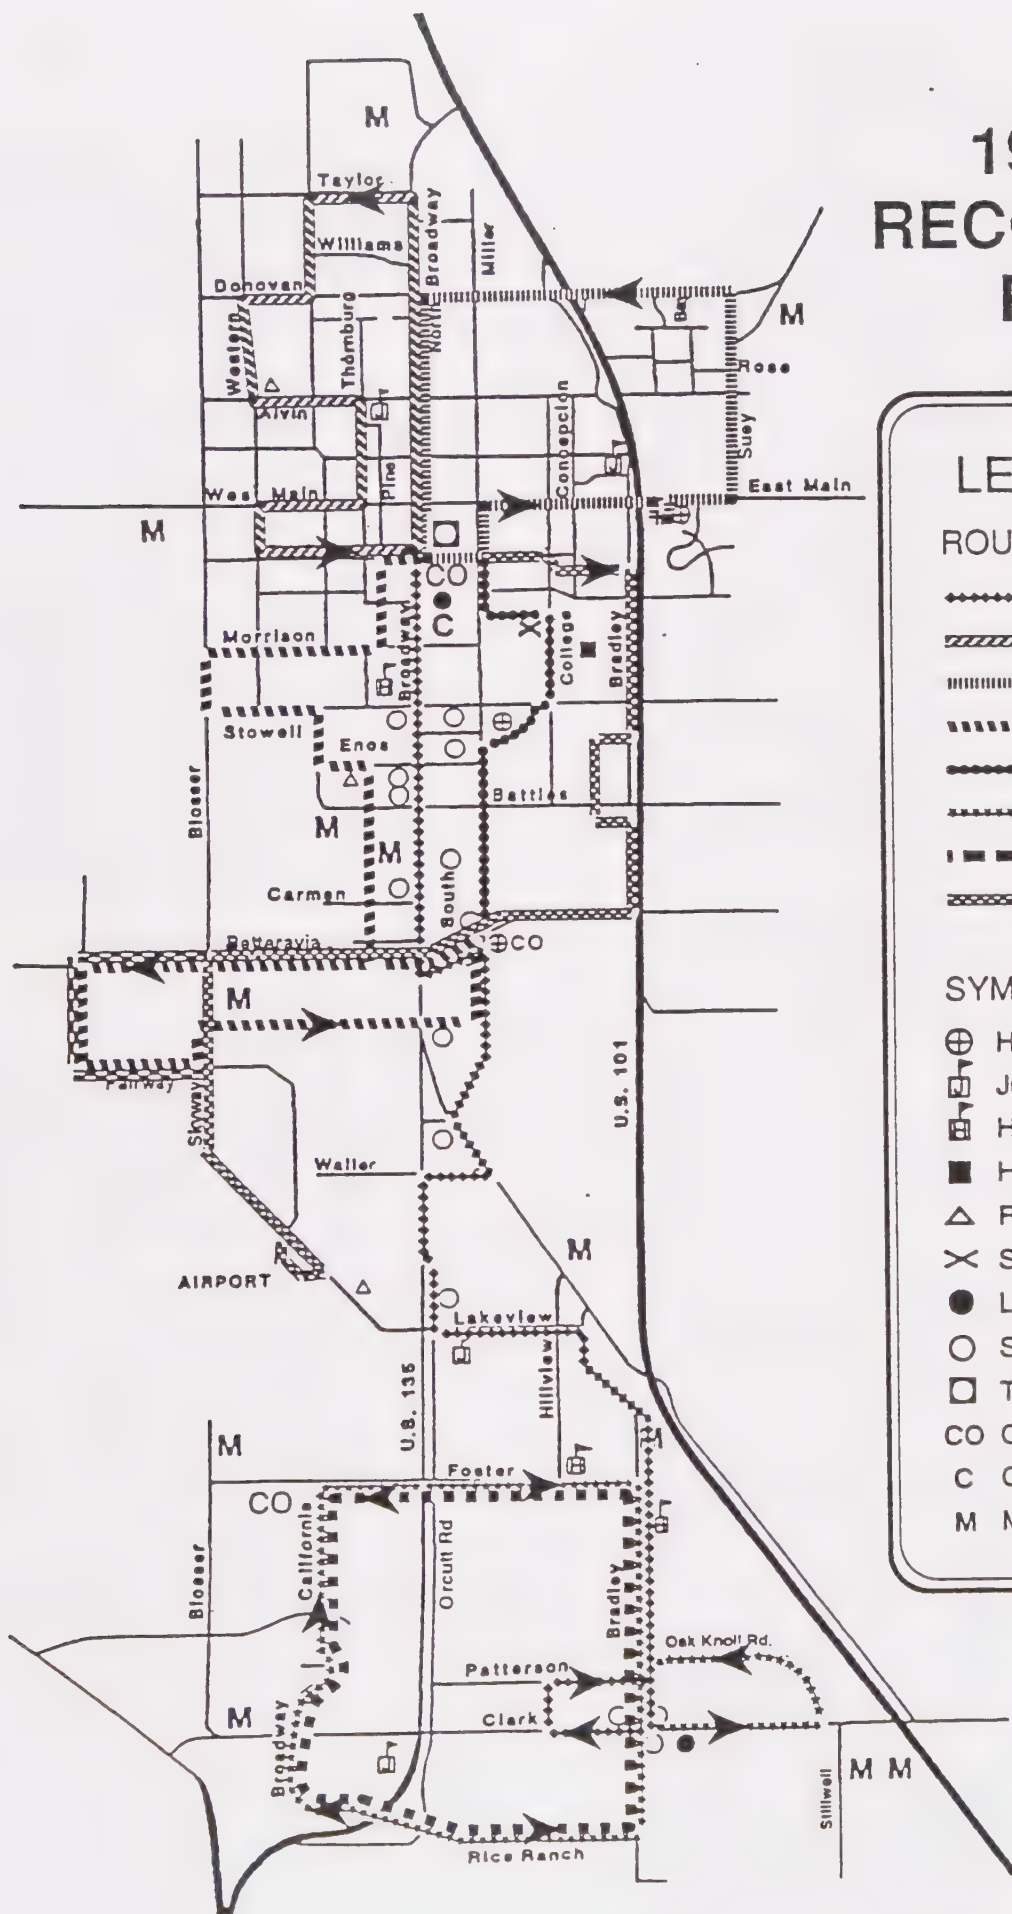 19
REC
M
Taylor
Broadway
Williams
Miller
Donovan
Thornburg
North
M
Western
Rose
Alvin
Concepcion
Suey
LE
Wes Main
Pine
East Main
M
ROU
CO
C
Morrison
Broadway
College
Bradley
Stowell
Enos
Blosser
Battles
M
M
Carmen
South
Betteravia
CO
M
SYM
U.S. 101
H
J
Skyway
H
Waller
H
M
AIRPORT
S
Lakeview
L
U.S. 135
Hillview
S
T
M
Foster
CO C
CO
C C
California
Orcutt Rd
M M
Blosser
Bradley
Oak Knoll Rd.
Patterson
M
Clark
Broadway
M M
Stillwell
Rice Ranch